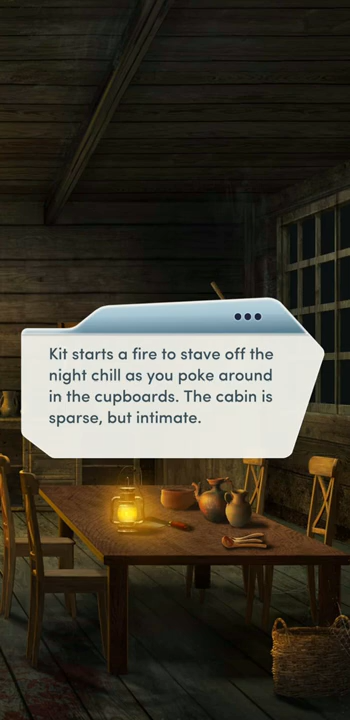 Kit starts a fire to stave off the
night chill as you poke around
in the cupboards. The cabin is
sparse, but intimate.